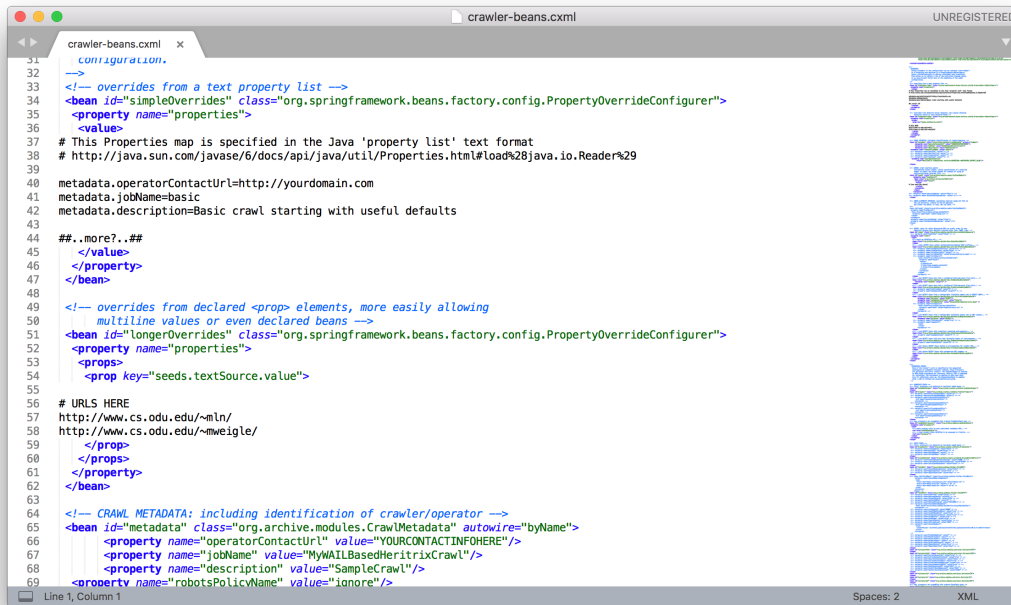 crawler-beans.cxml
UNREGISTERED
crawler-beans.cxml ×
31 configuration.
32 -->
33 <!-- overrides from a text property list -->
34 <bean id="simpleOverrides" class="org.springframework.beans.factory.config.PropertyOverrideConfigurer">
35 <property name="properties">
36 <value>
37 # This Properties map is specified in the Java 'property list' text format
38 # http://java.sun.com/javase/6/docs/api/java/util/Properties.html#load%28java.io.Reader%29
39
40 metadata.operatorContactUrl=http://yourdomain.com
41 metadata.jobName=basic
42 metadata.description=Basic crawl starting with useful defaults
43
44 ##..more?..##
45 </value>
46 </property>
47 </bean>
48
49 <!-- overrides from declared <prop> elements, more easily allowing
50 multiline values or even declared beans -->
51 <bean id="longerOverrides" class="org.springframework.beans.factory.config.PropertyOverrideConfigurer">
52 <property name="properties">
53 <props>
54 <prop key="seeds.textSource.value">
55
56 # URLS HERE
57 http://www.cs.odu.edu/~mln/
58 http://www.cs.odu.edu/~mweigle/
59 </prop>
60 </props>
61 </property>
62 </bean>
63
64 <!-- CRAWL METADATA: including identification of crawler/operator -->
65 <bean id="metadata" class="org.archive.modules.CrawlMetadata" autowire="byName">
66 <property name="operatorContactUrl" value="YOURCONTACTINFOHERE"/>
67 <property name="jobName" value="MyWAILBasedHeritrixCrawl"/>
68 <property name="description" value="SampleCrawl"/>
69 <property name="robotsPolicyName" value="ignore"/>
Line 1, Column 1
Spaces: 2
XML